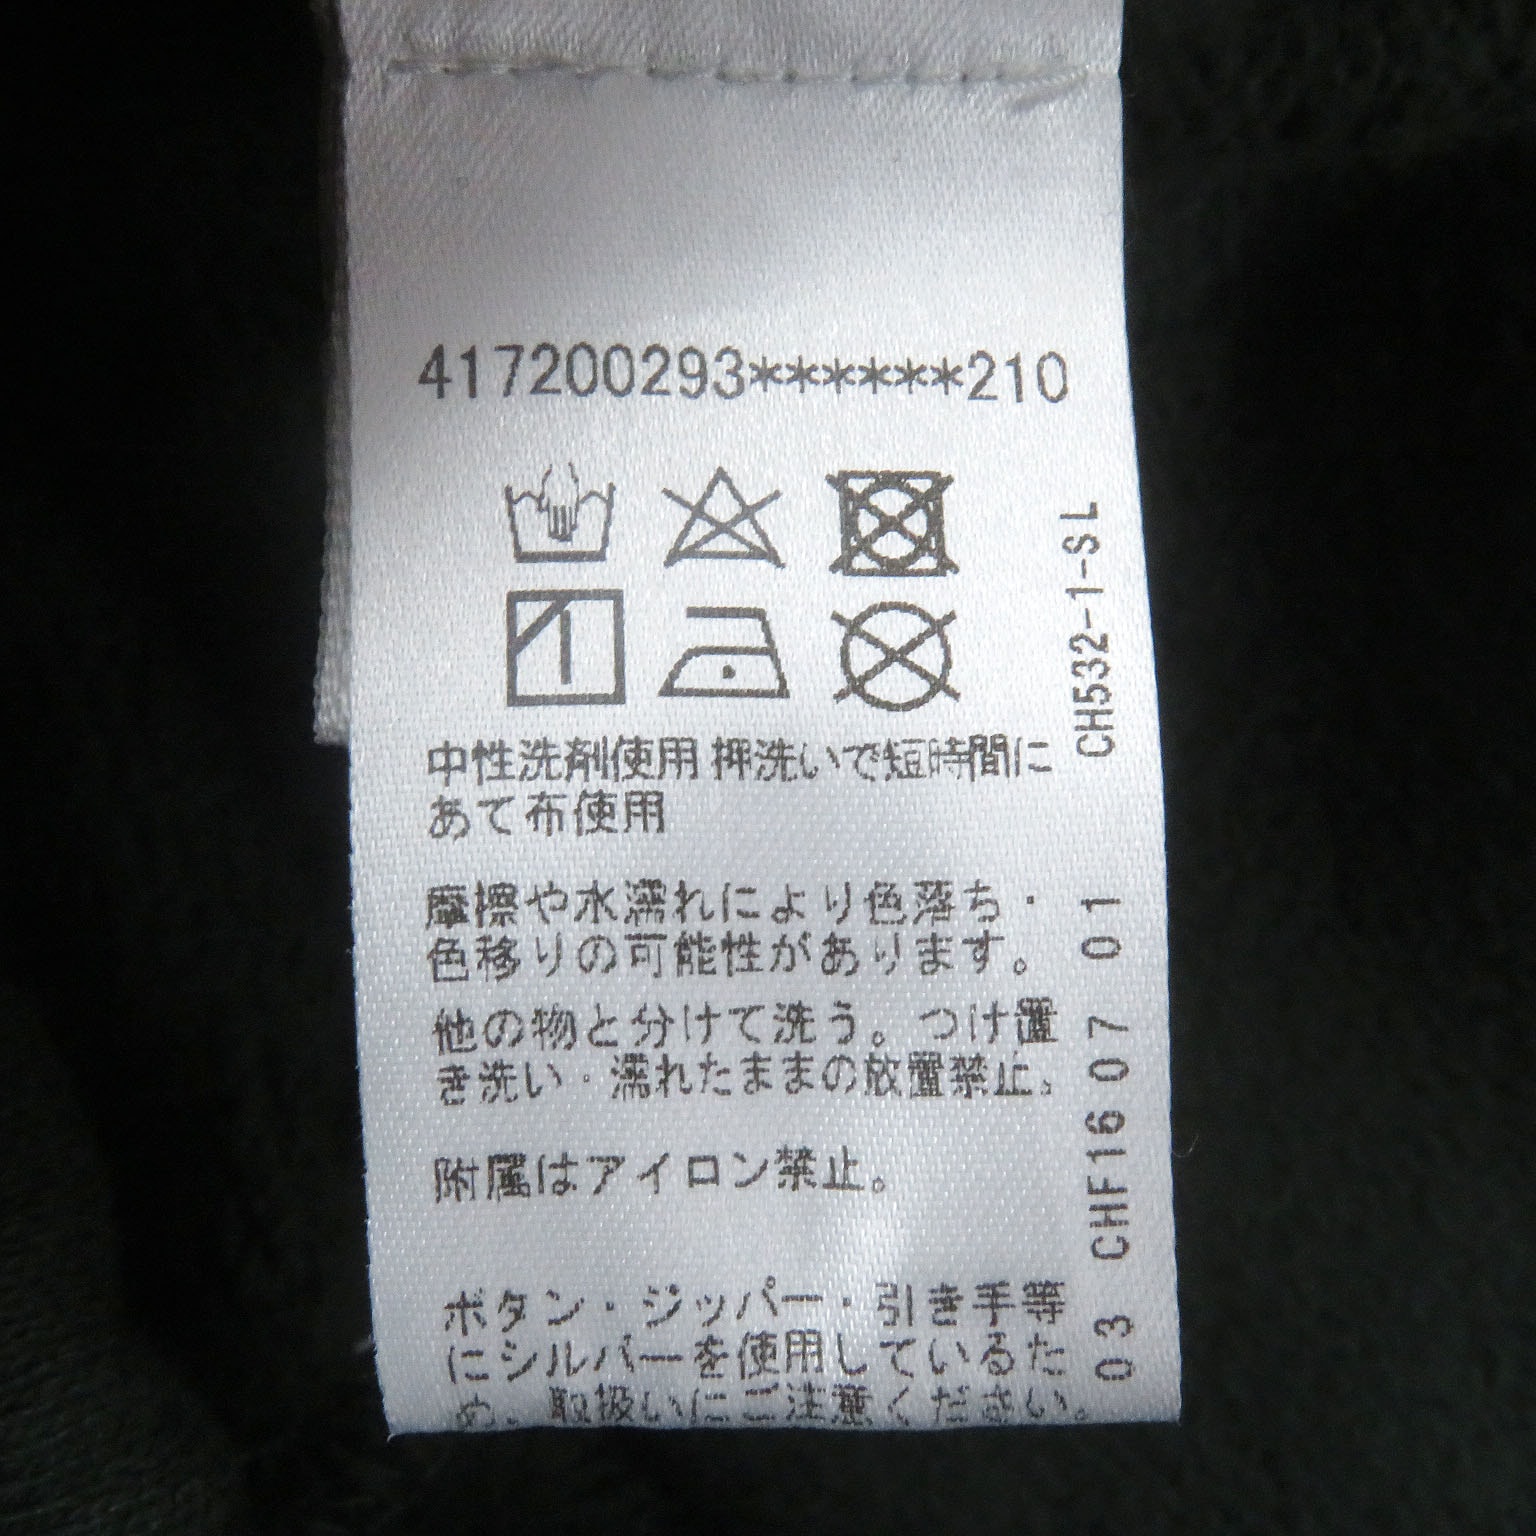 417200293******210
中性洗剤使用 押洗いで短時間に
あて布使用
摩擦や水濡れにより色落ち・
色移りの可能性があります。
他の物と分けて洗う。つけ置
き洗い・濡れたままの放置禁止。
附属はアイロン禁止。
ボタン・ジッパー・引き手等
にシルバーを使用しているた
め、取扱いにご注意ください。
CH532-1-SL
03 CHF16 07 01